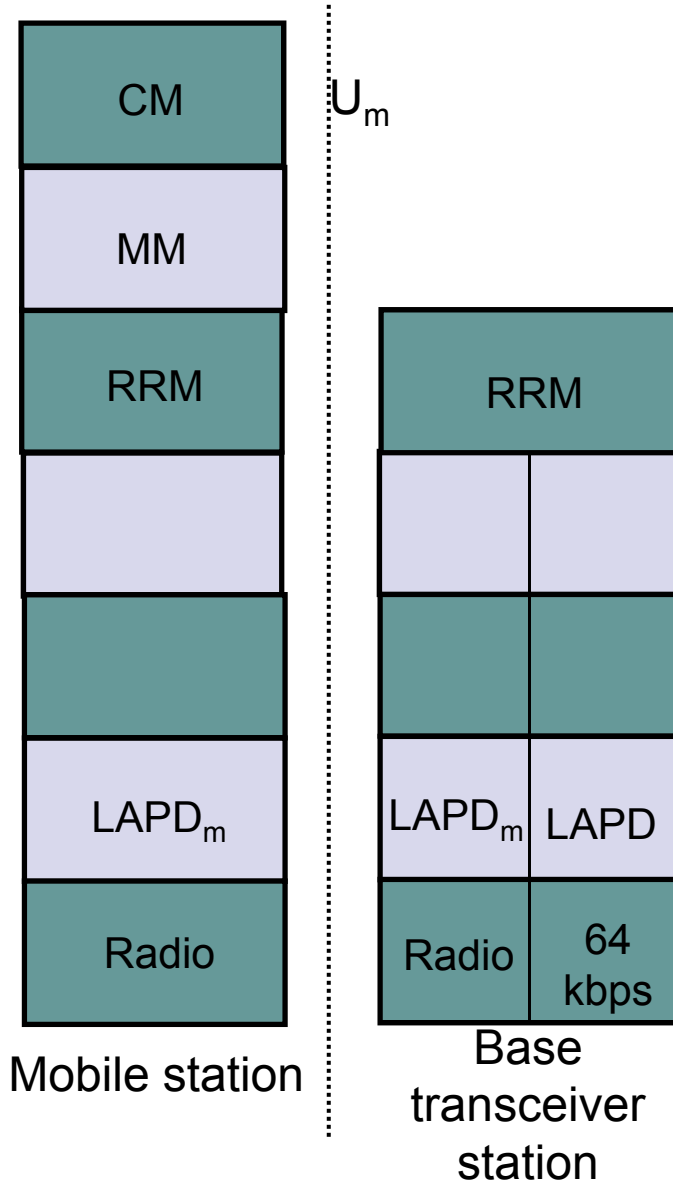 CM
MM
RRM
LAPDm
Radio
Mobile station
Um
RRM
LAPDm
LAPD
Radio
64
kbps
Base
transceiver
station